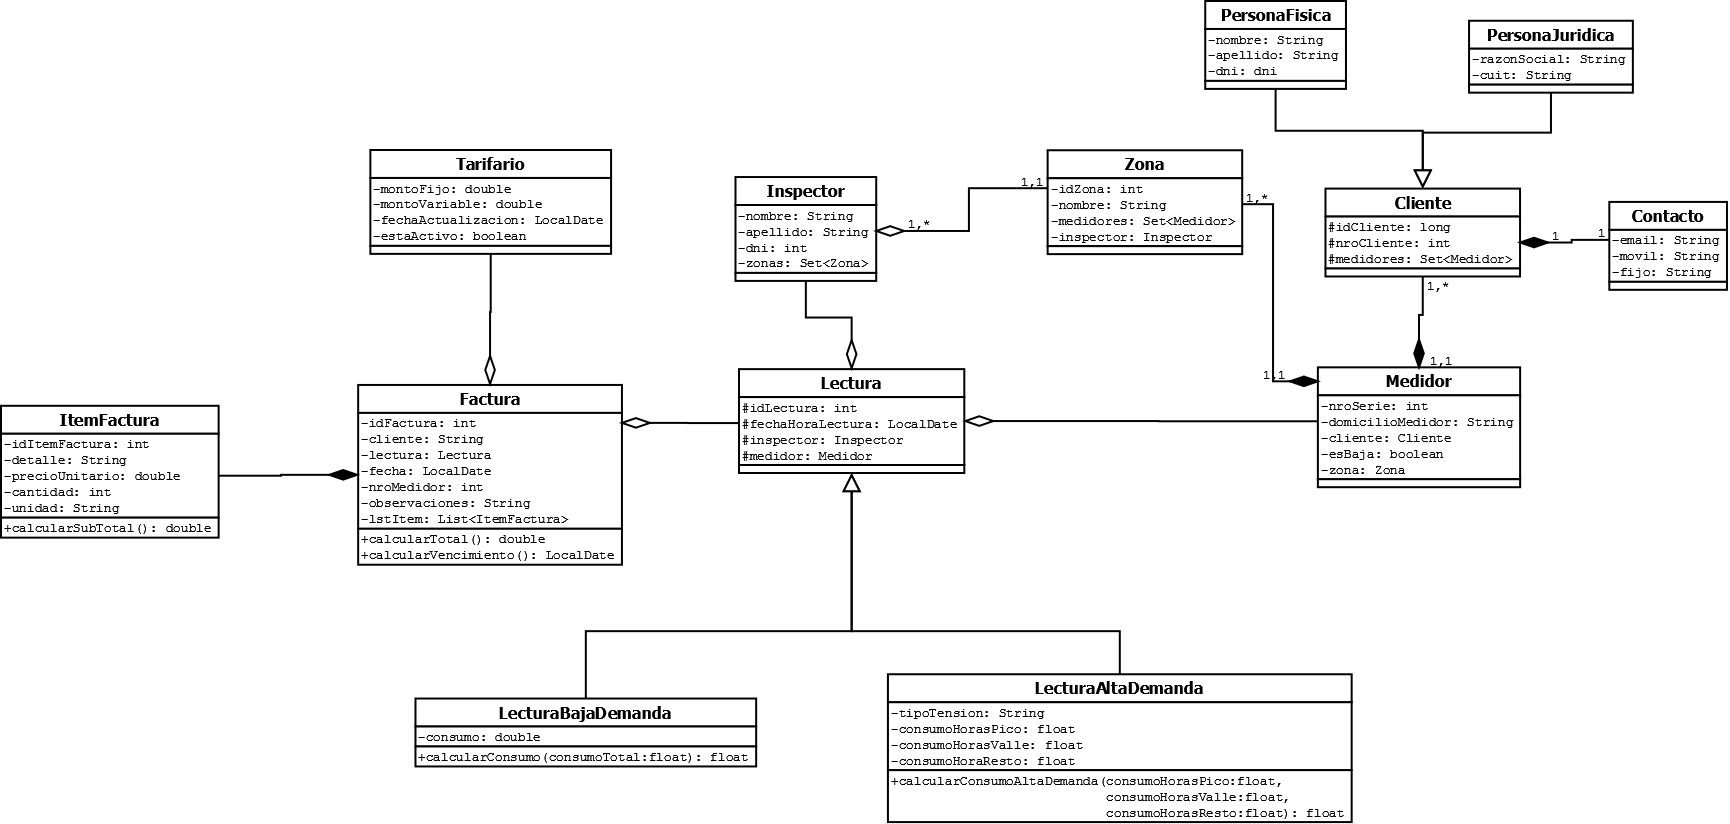 PersonaFisica
-nombre: String
-apellido: String
-dni: dni
PersonaJuridica
-razonSocial: String
-cuit: String
Tarifario
-montoFijo: double
-montoVariable: double
-fechaActualizacion: LocalDate
-estaActivo: boolean
Inspector
-nombre: String
-apellido: String
-dni: int
-zonas: Set<Zona>
1,*
1,1
Zona
-idZona: int
-nombre: String
-medidores: Set<Medidor>
-inspector: Inspector
1,*
1,1
Cliente
#idCliente: long
#nroCliente: int
#medidores: Set<Medidor>
1
1
1,*
1,1
Contacto
-email: String
-movil: String
-fijo: String
ItemFactura
-idItemFactura: int
-detalle: String
-precioUnitario: double
-cantidad: int
-unidad: String
+calcularSubTotal(): double
Factura
-idFactura: int
-cliente: String
-lectura: Lectura
-fecha: LocalDate
-nroMedidor: int
-observaciones: String
-lstItem: List<ItemFactura>
+calcularTotal(): double
+calcularVencimiento(): LocalDate
Lectura
#idLectura: int
#fechaHoraLectura: LocalDate
#inspector: Inspector
#medidor: Medidor
Medidor
-nroSerie: int
-domicilioMedidor: String
-cliente: Cliente
-esBaja: boolean
-zona: Zona
LecturaBajaDemanda
-consumo: double
+calcularConsumo(consumoTotal:float): float
LecturaAltaDemanda
-tipoTension: String
-consumoHorasPico: float
-consumoHorasValle: float
-consumoHoraResto: float
+calcularConsumoAltaDemanda(consumoHorasPico:float,
consumoHorasValle:float,
consumoHorasResto:float): float